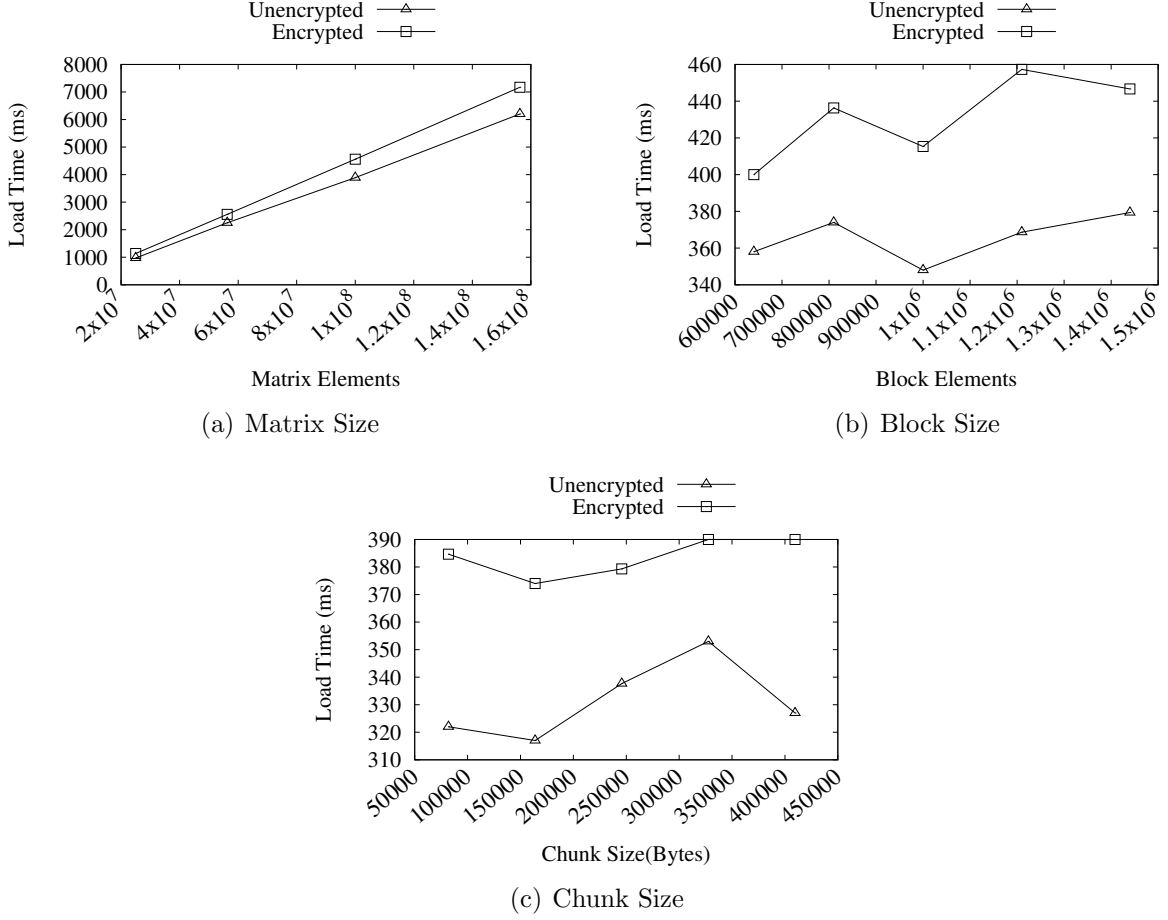 Unencrypted
Encrypted
8000
7000
6000
5000
4000
3000
2000
1000
0
Load Time (ms)
2x10^7
4x10^7
6x10^7
8x10^7
1x10^8
1.2x10^8
1.4x10^8
1.6x10^8
Matrix Elements
(a) Matrix Size
Unencrypted
Encrypted
460
440
420
400
380
360
340
Load Time (ms)
600000
700000
800000
900000
1x10^6
1.1x10^6
1.2x10^6
1.3x10^6
1.4x10^6
1.5x10^6
Block Elements
(b) Block Size
Unencrypted
Encrypted
390
380
370
360
350
340
330
320
310
Load Time (ms)
50000
100000
150000
200000
250000
300000
350000
400000
450000
Chunk Size(Bytes)
(c) Chunk Size